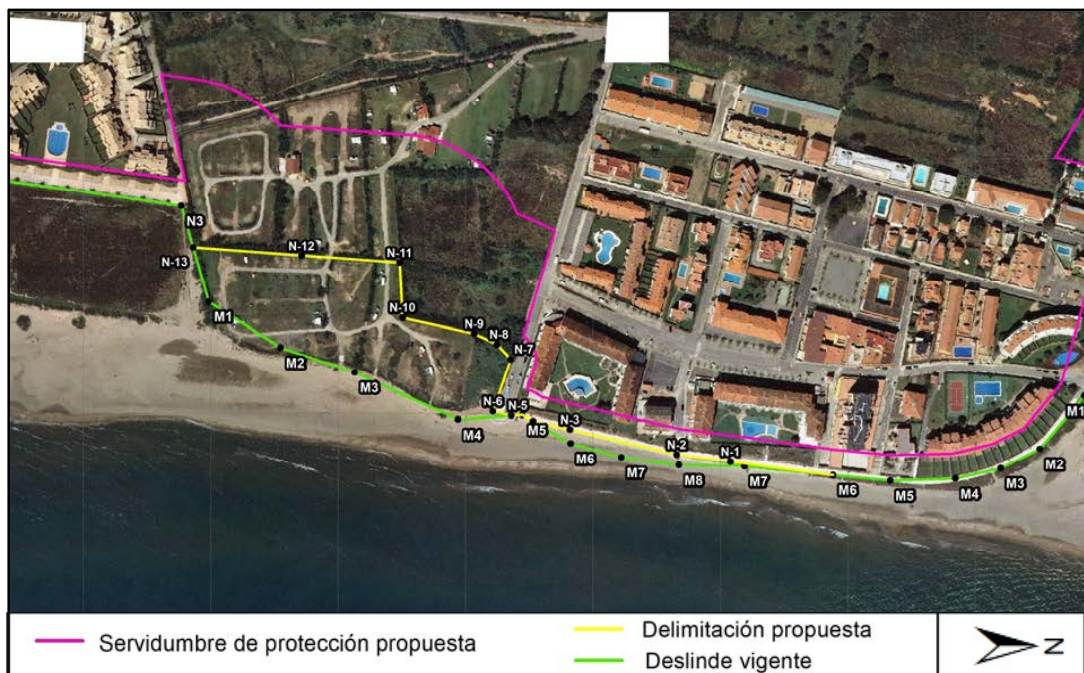 N3
N-13
N-12
N-11
N-10
N-9
N-8
N-7
N-6
N-5
N-3
N-2
N-1
M1
M2
M3
M4
M5
M6
M7
M8
M7
M6
M5
M4
M3
M2
M1
Servidumbre de protección propuesta
Delimitación propuesta
Deslinde vigente
N